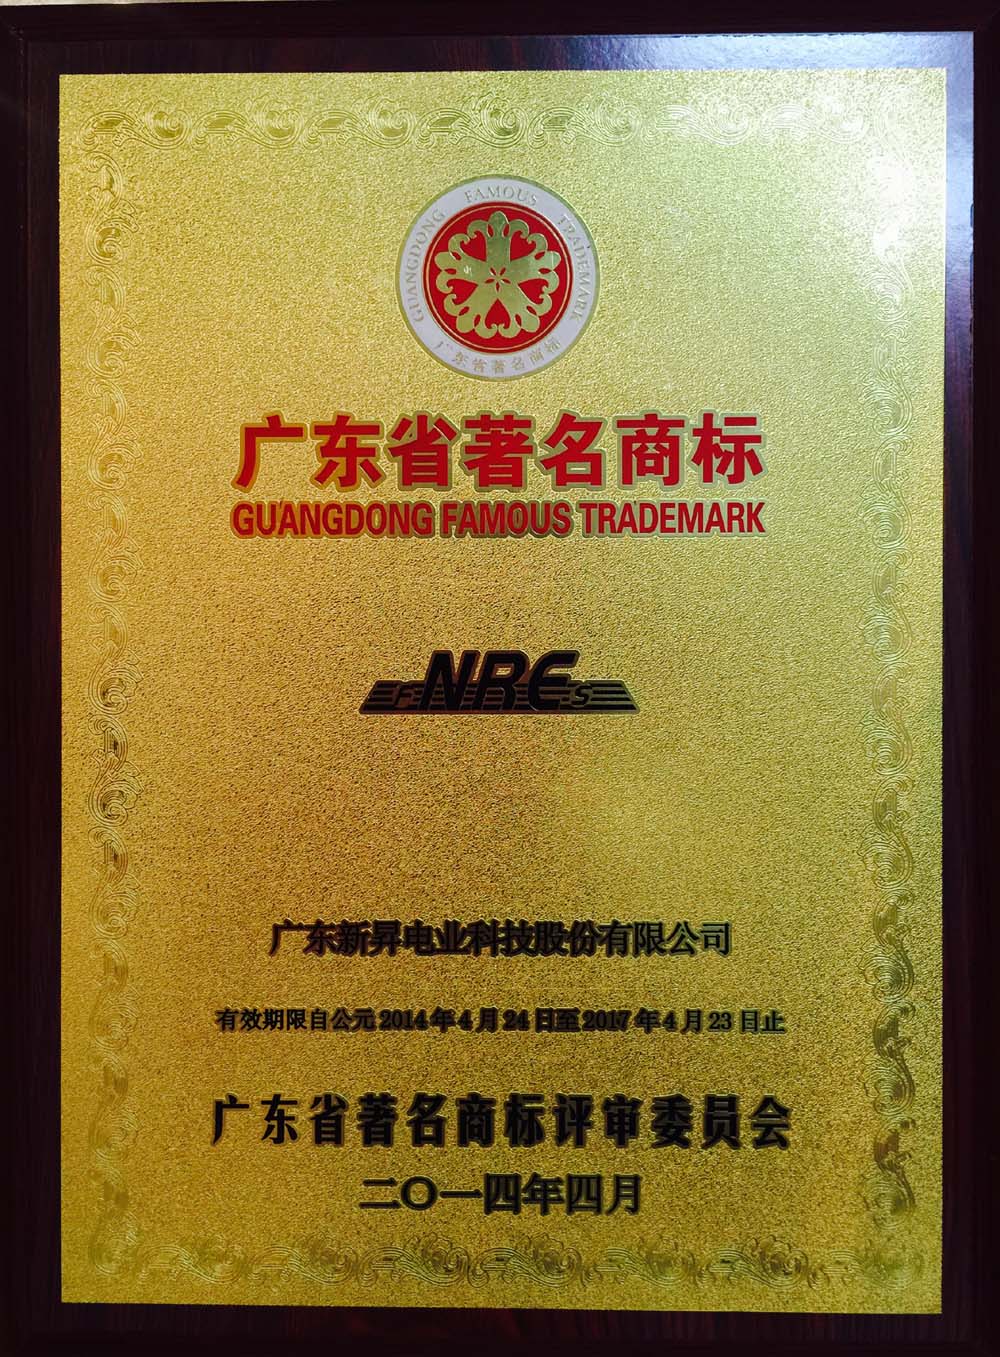 GUANGDONG FAMOUS TRADEMARK
广东省著名商标
广东省著名商标
GUANGDONG FAMOUS TRADEMARK
F NRE S
广东新昇电业科技股份有限公司
有效期限自公元2014年4月24日至2017年4月23日止
广东省著名商标评审委员会
二〇一四年四月